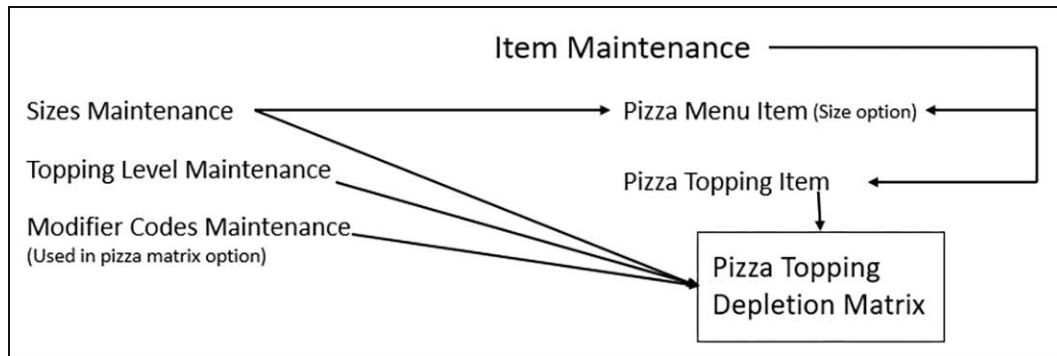 Item Maintenance
Sizes Maintenance
Pizza Menu Item (Size option)
Topping Level Maintenance
Pizza Topping Item
Modifier Codes Maintenance
(Used in pizza matrix option)
Pizza Topping
Depletion Matrix